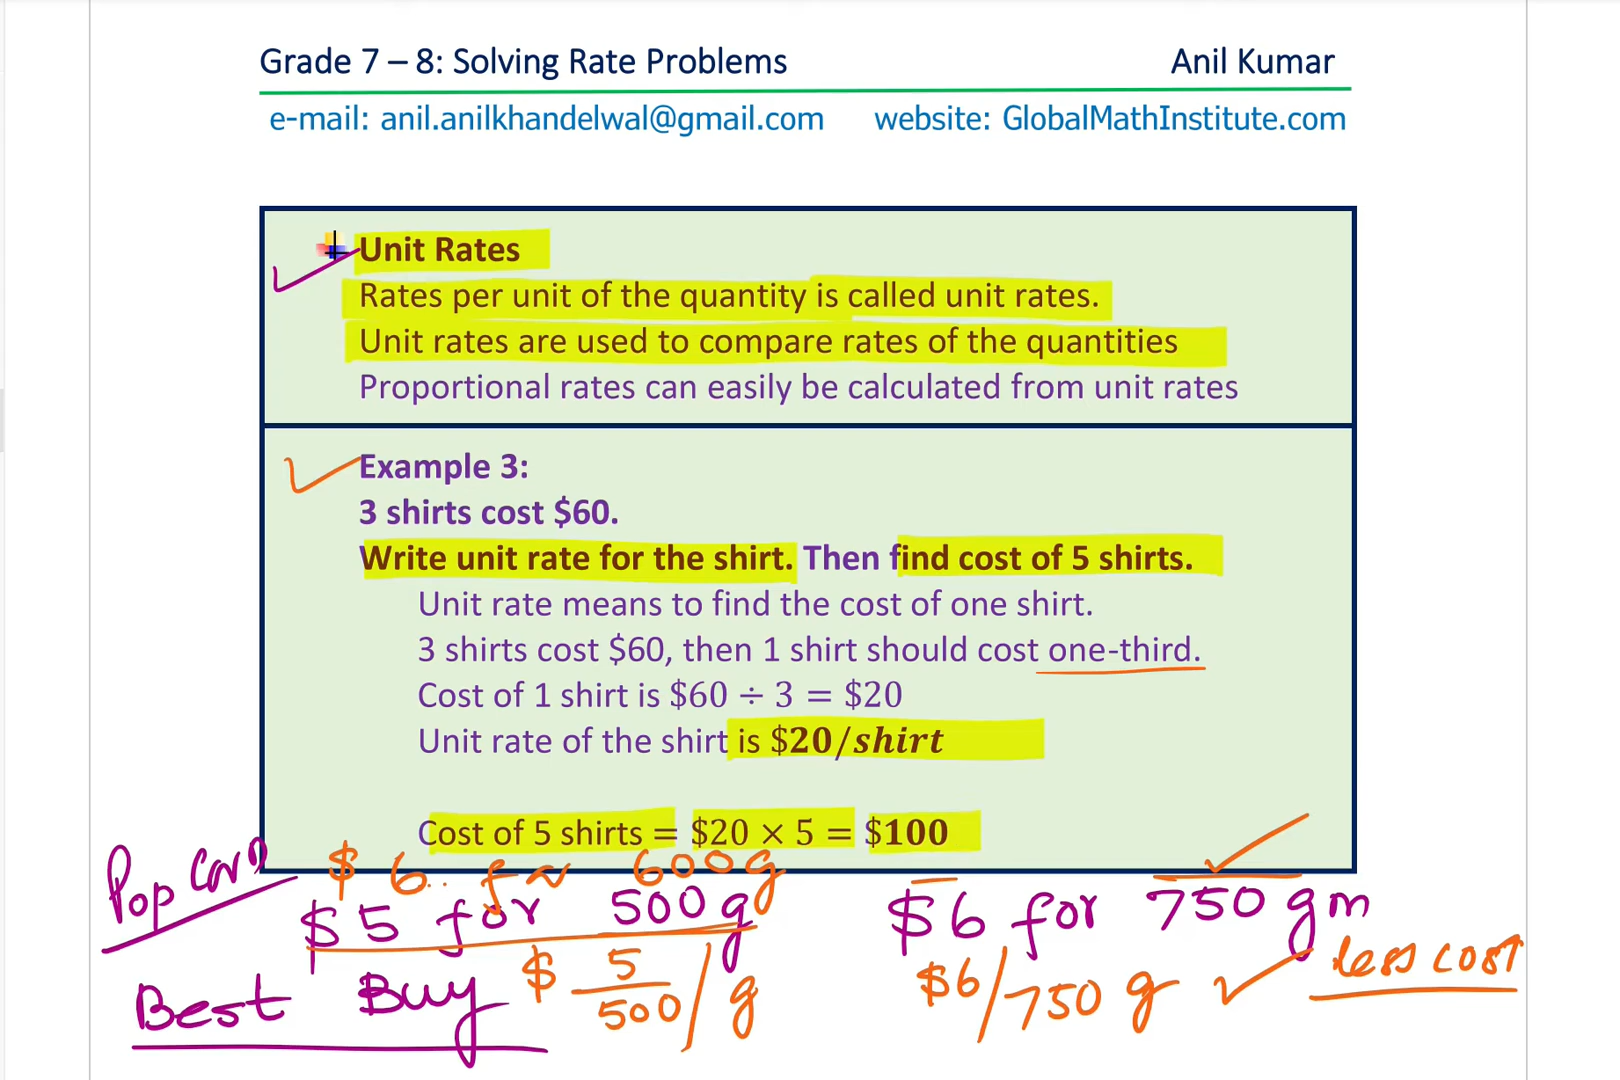 Grade 7 – 8: Solving Rate Problems Anil Kumar
e-mail: anil.anilkhandelwal@gmail.com website: GlobalMathInstitute.com
Unit Rates
Rates per unit of the quantity is called unit rates.
Unit rates are used to compare rates of the quantities
Proportional rates can easily be calculated from unit rates
Example 3:
3 shirts cost $60.
Write unit rate for the shirt. Then find cost of 5 shirts.
Unit rate means to find the cost of one shirt.
3 shirts cost $60, then 1 shirt should cost one-third.
Cost of 1 shirt is $60 ÷ 3 = $20
Unit rate of the shirt is $20/shirt
Cost of 5 shirts = $20 × 5 = $100
Pop Corn $6.. for 600g
$5 for 500g $6 for 750 gm
Best Buy $ 5/500 / g $6/750 g less cost